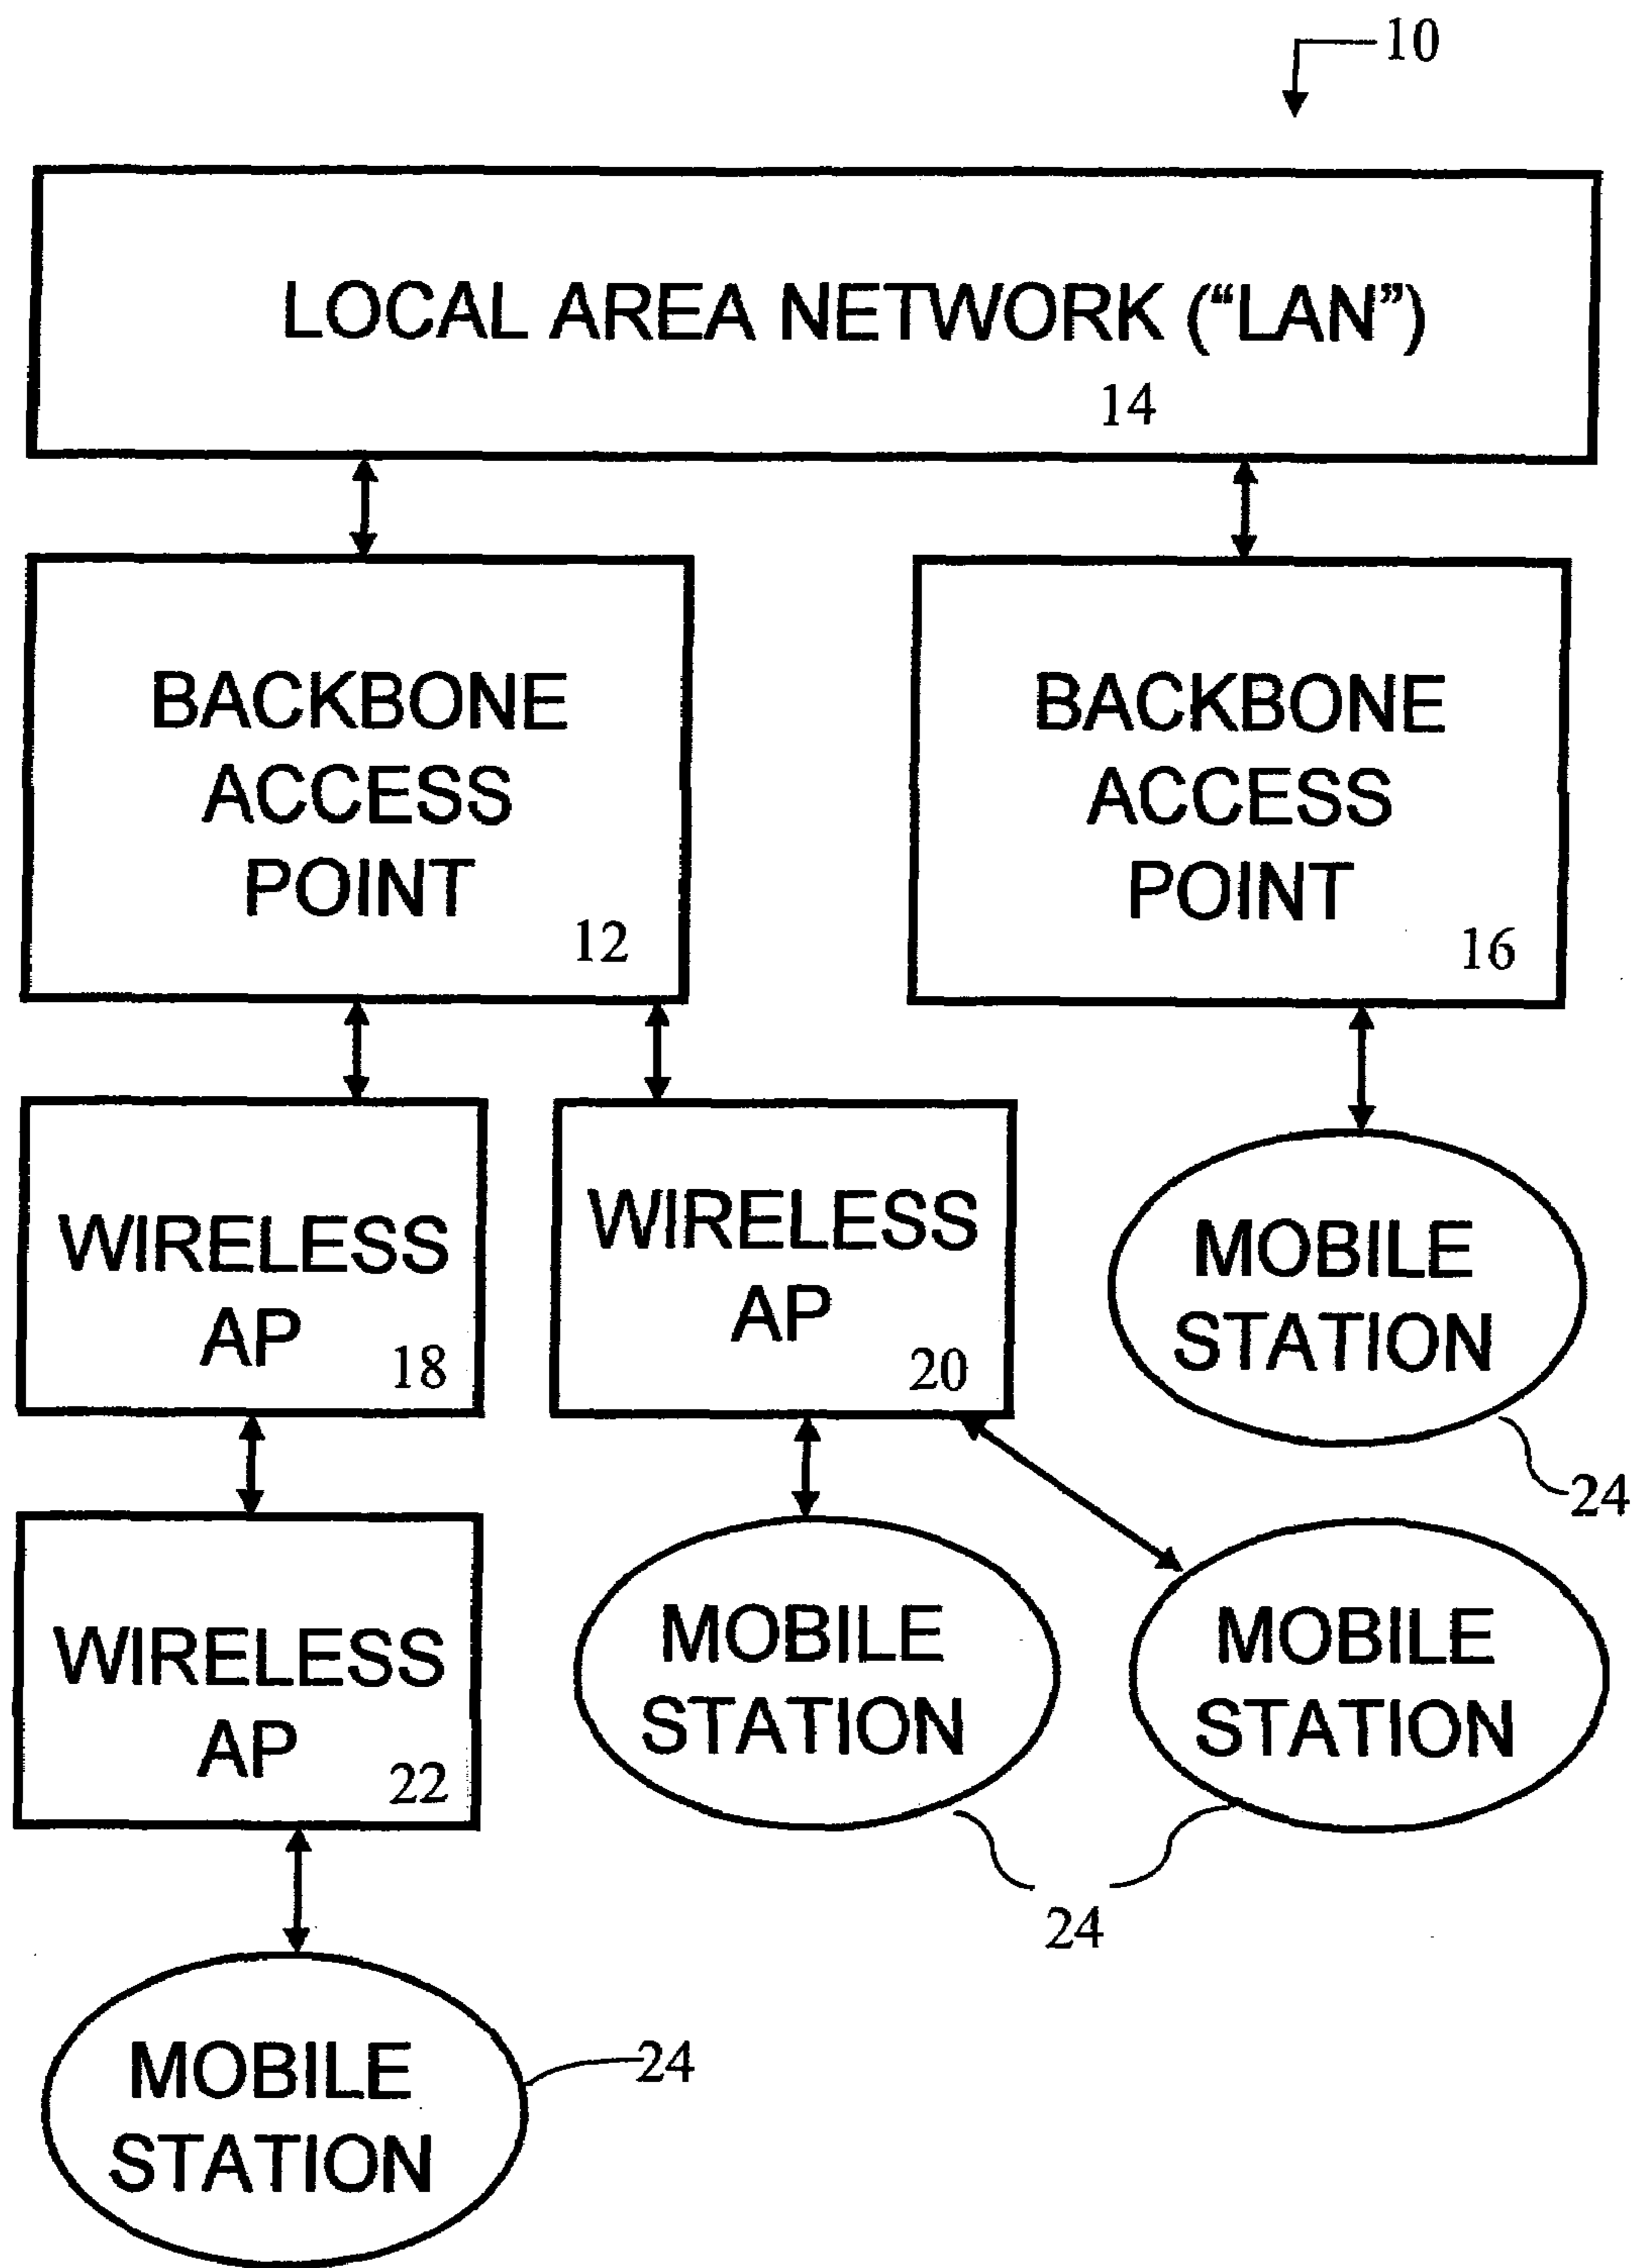 10
LOCAL AREA NETWORK (“LAN”)
14
BACKBONE
ACCESS
POINT
12
BACKBONE
ACCESS
POINT
16
WIRELESS
AP
18
WIRELESS
AP
20
MOBILE
STATION
24
WIRELESS
AP
22
MOBILE
STATION
MOBILE
STATION
24
MOBILE
STATION
24